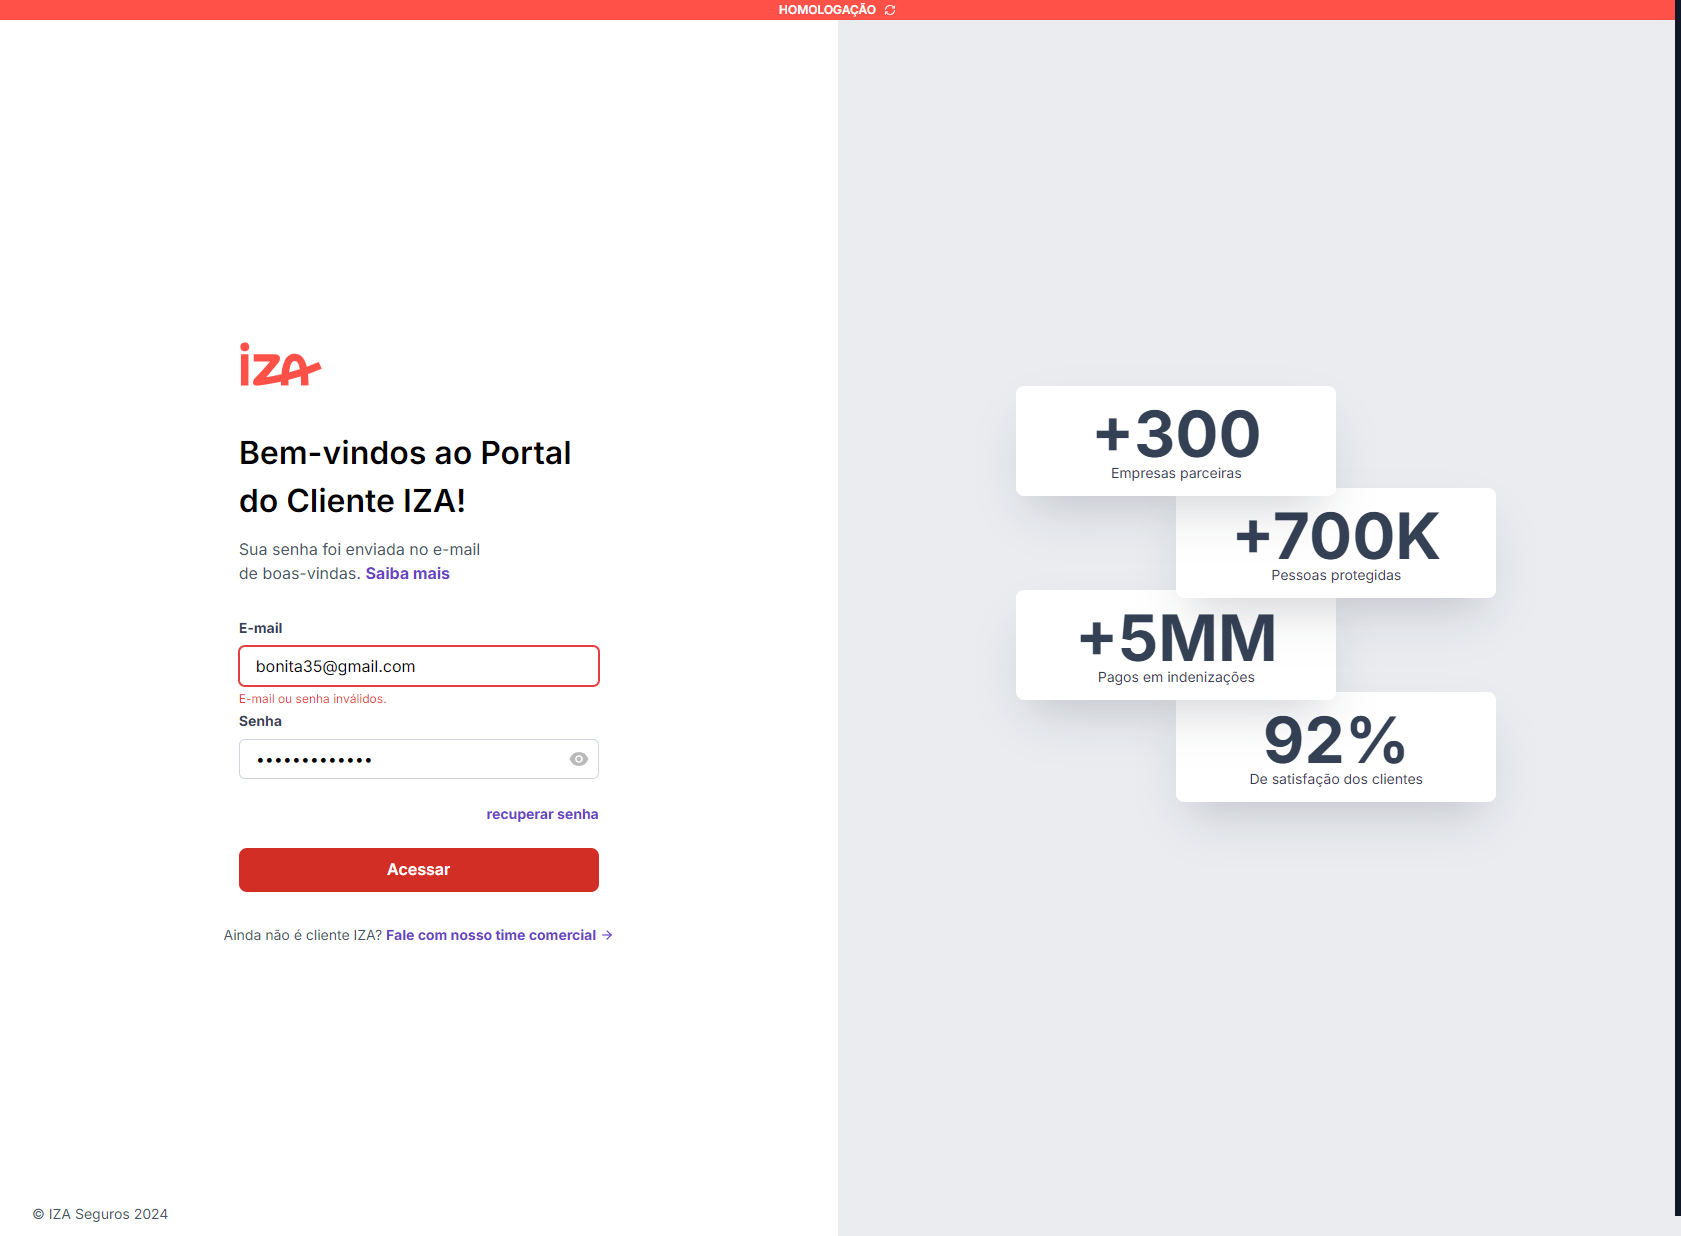 HOMOLOGAÇÃO
iza
Bem-vindos ao Portal
do Cliente IZA!
Sua senha foi enviada no e-mail
de boas-vindas. Saiba mais
E-mail
bonita35@gmail.com
E-mail ou senha inválidos.
Senha
•••••••••••••
recuperar senha
Acessar
Ainda não é cliente IZA? Fale com nosso time comercial →
© IZA Seguros 2024
+300
Empresas parceiras
+700K
Pessoas protegidas
+5MM
Pagos em indenizações
92%
De satisfação dos clientes